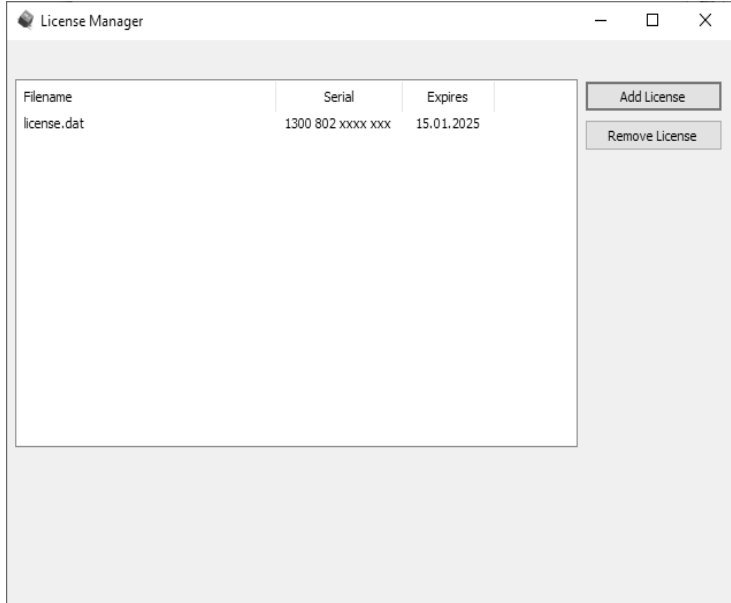 License Manager
Filename Serial Expires
license.dat 1300 802 xxxx xxx 15.01.2025
Add License
Remove License